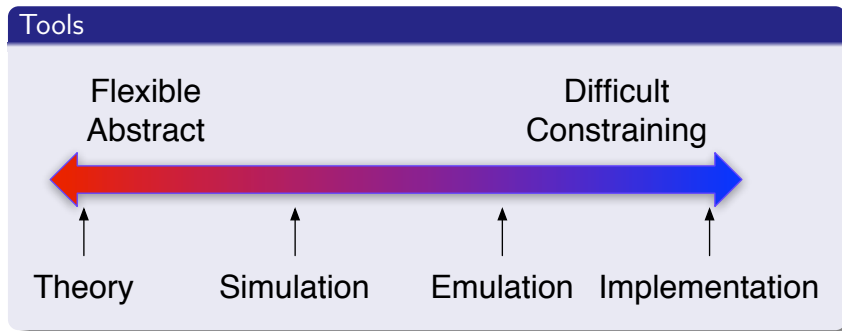 Tools
Flexible Difficult
Abstract Constraining
Theory Simulation Emulation Implementation